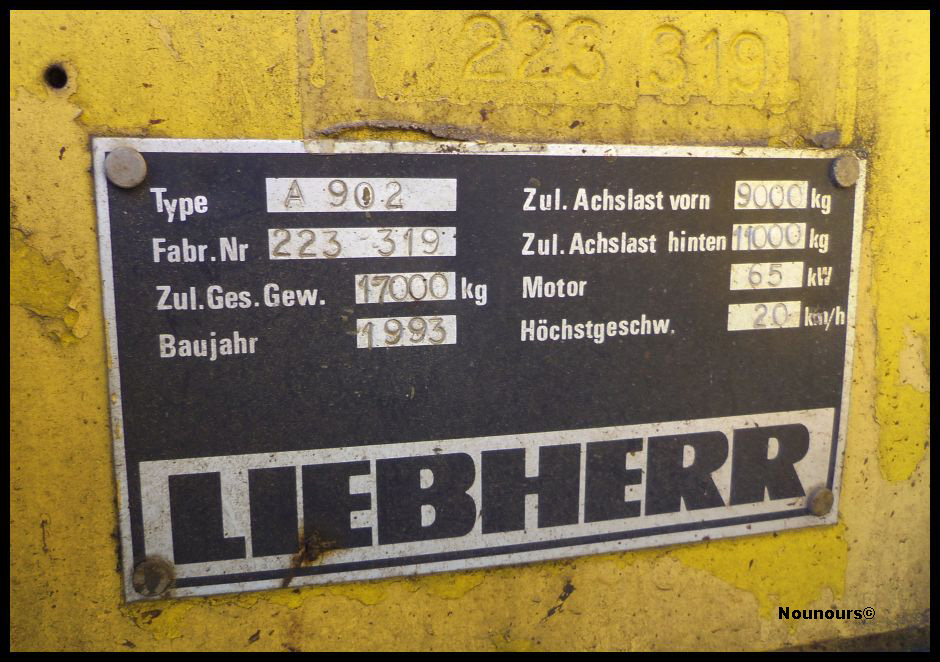 223 319
Type A 902
Fabr.Nr 223 319
Zul.Ges.Gew. 17000 kg
Baujahr 1993
Zul. Achslast vorn 9000 kg
Zul. Achslast hinten 11000 kg
Motor 65 kW
Höchstgeschw. 20 km/h
LIEBHERR
Nounours©